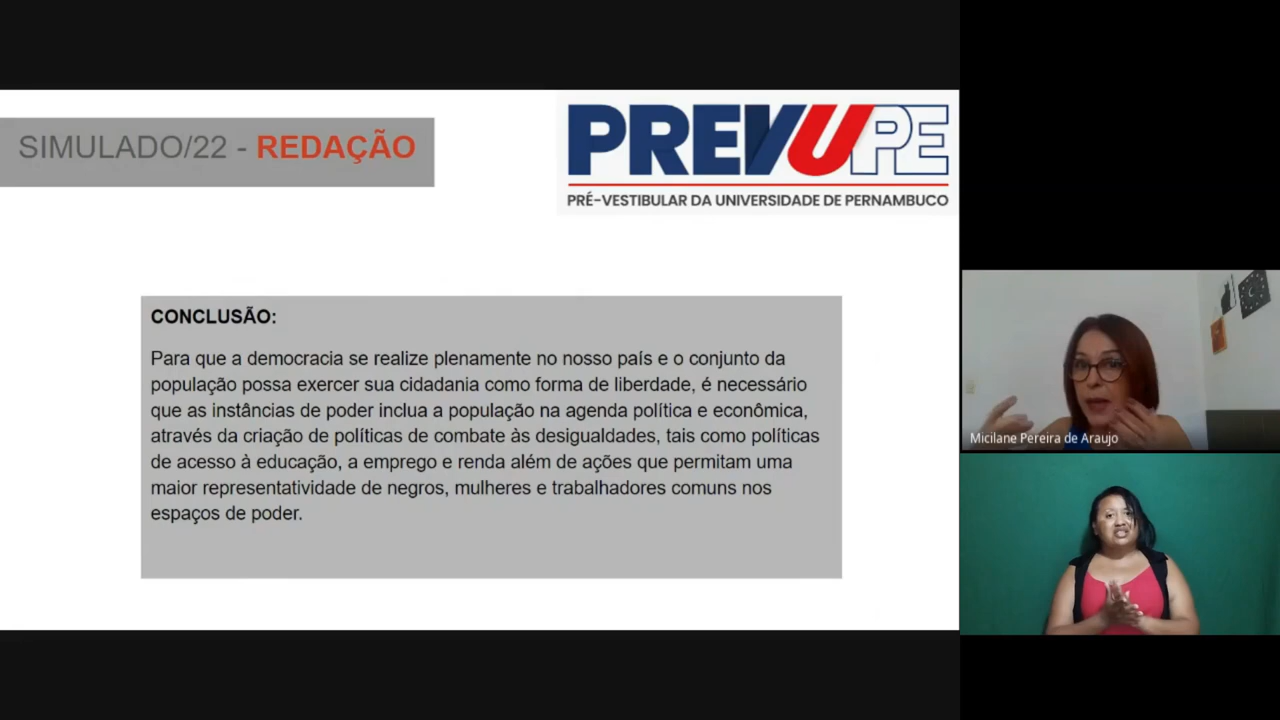 SIMULADO/22 - REDAÇÃO
PREVUPE
PRÉ-VESTIBULAR DA UNIVERSIDADE DE PERNAMBUCO
CONCLUSÃO:
Para que a democracia se realize plenamente no nosso país e o conjunto da
população possa exercer sua cidadania como forma de liberdade, é necessário
que as instâncias de poder inclua a população na agenda política e econômica,
através da criação de políticas de combate às desigualdades, tais como políticas
de acesso à educação, a emprego e renda além de ações que permitam uma
maior representatividade de negros, mulheres e trabalhadores comuns nos
espaços de poder.
Micilane Pereira de Araujo